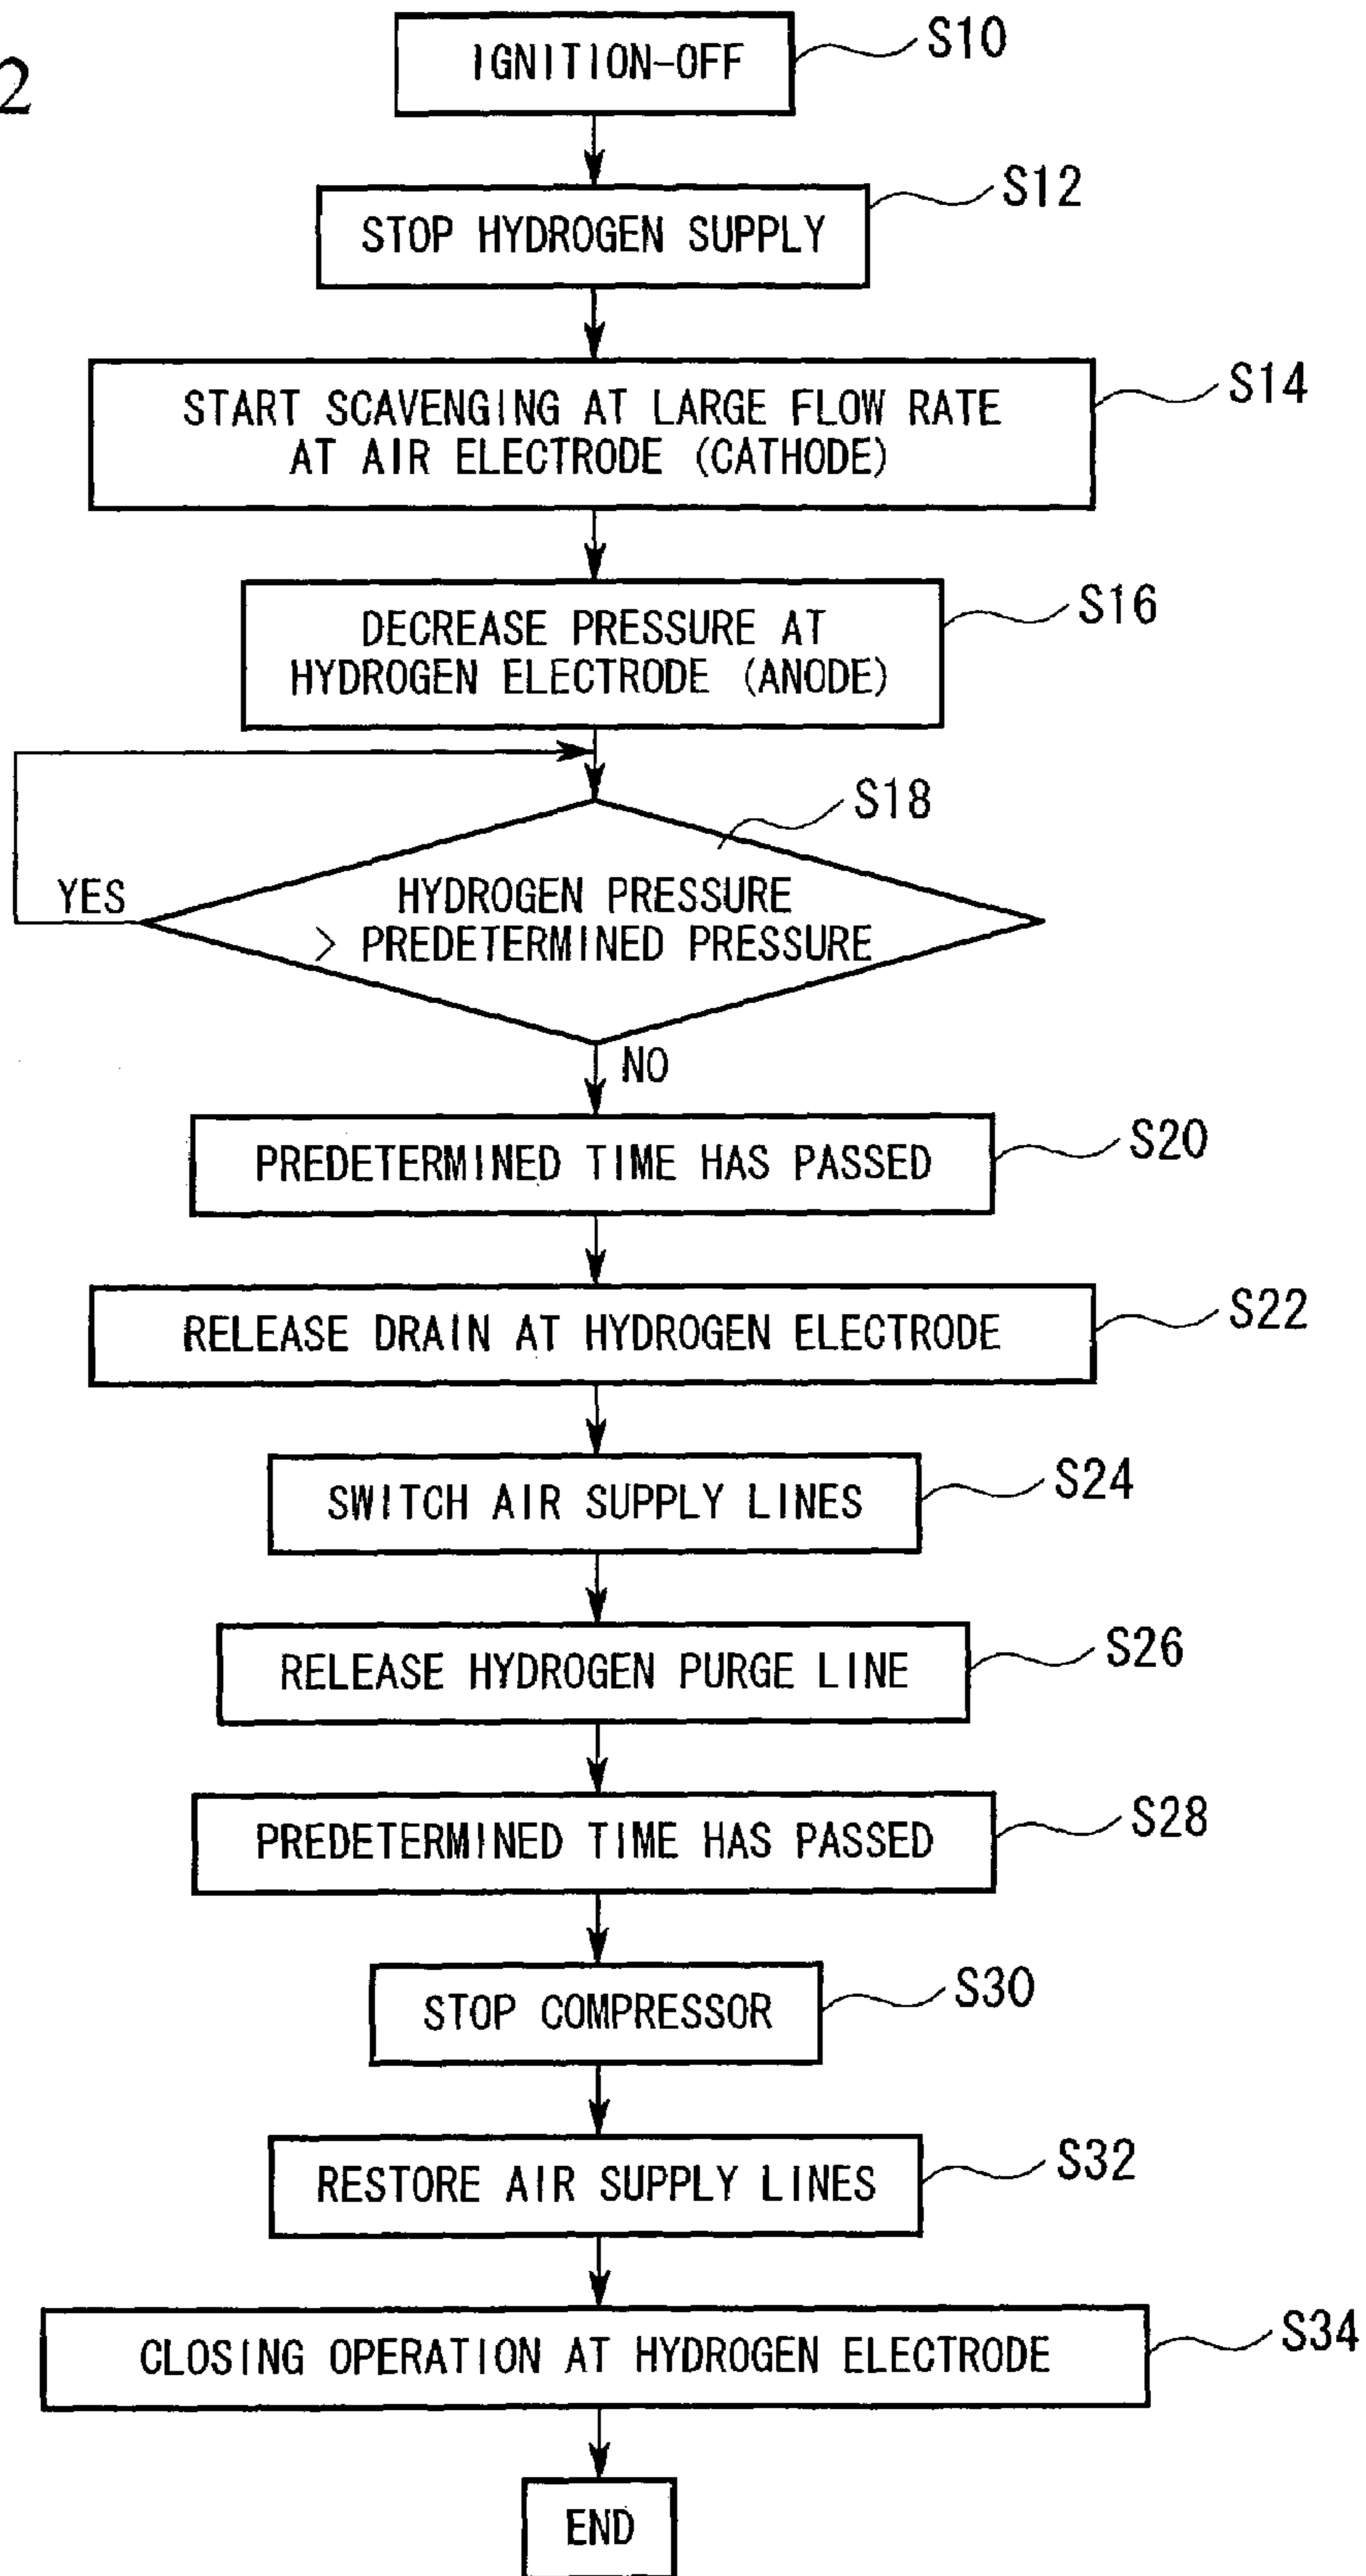 2
IGNITION-OFF
S10
STOP HYDROGEN SUPPLY
S12
START SCAVENGING AT LARGE FLOW RATE
AT AIR ELECTRODE (CATHODE)
S14
DECREASE PRESSURE AT
HYDROGEN ELECTRODE (ANODE)
S16
S18
HYDROGEN PRESSURE
> PREDETERMINED PRESSURE
YES
NO
PREDETERMINED TIME HAS PASSED
S20
RELEASE DRAIN AT HYDROGEN ELECTRODE
S22
SWITCH AIR SUPPLY LINES
S24
RELEASE HYDROGEN PURGE LINE
S26
PREDETERMINED TIME HAS PASSED
S28
STOP COMPRESSOR
S30
RESTORE AIR SUPPLY LINES
S32
CLOSING OPERATION AT HYDROGEN ELECTRODE
S34
END